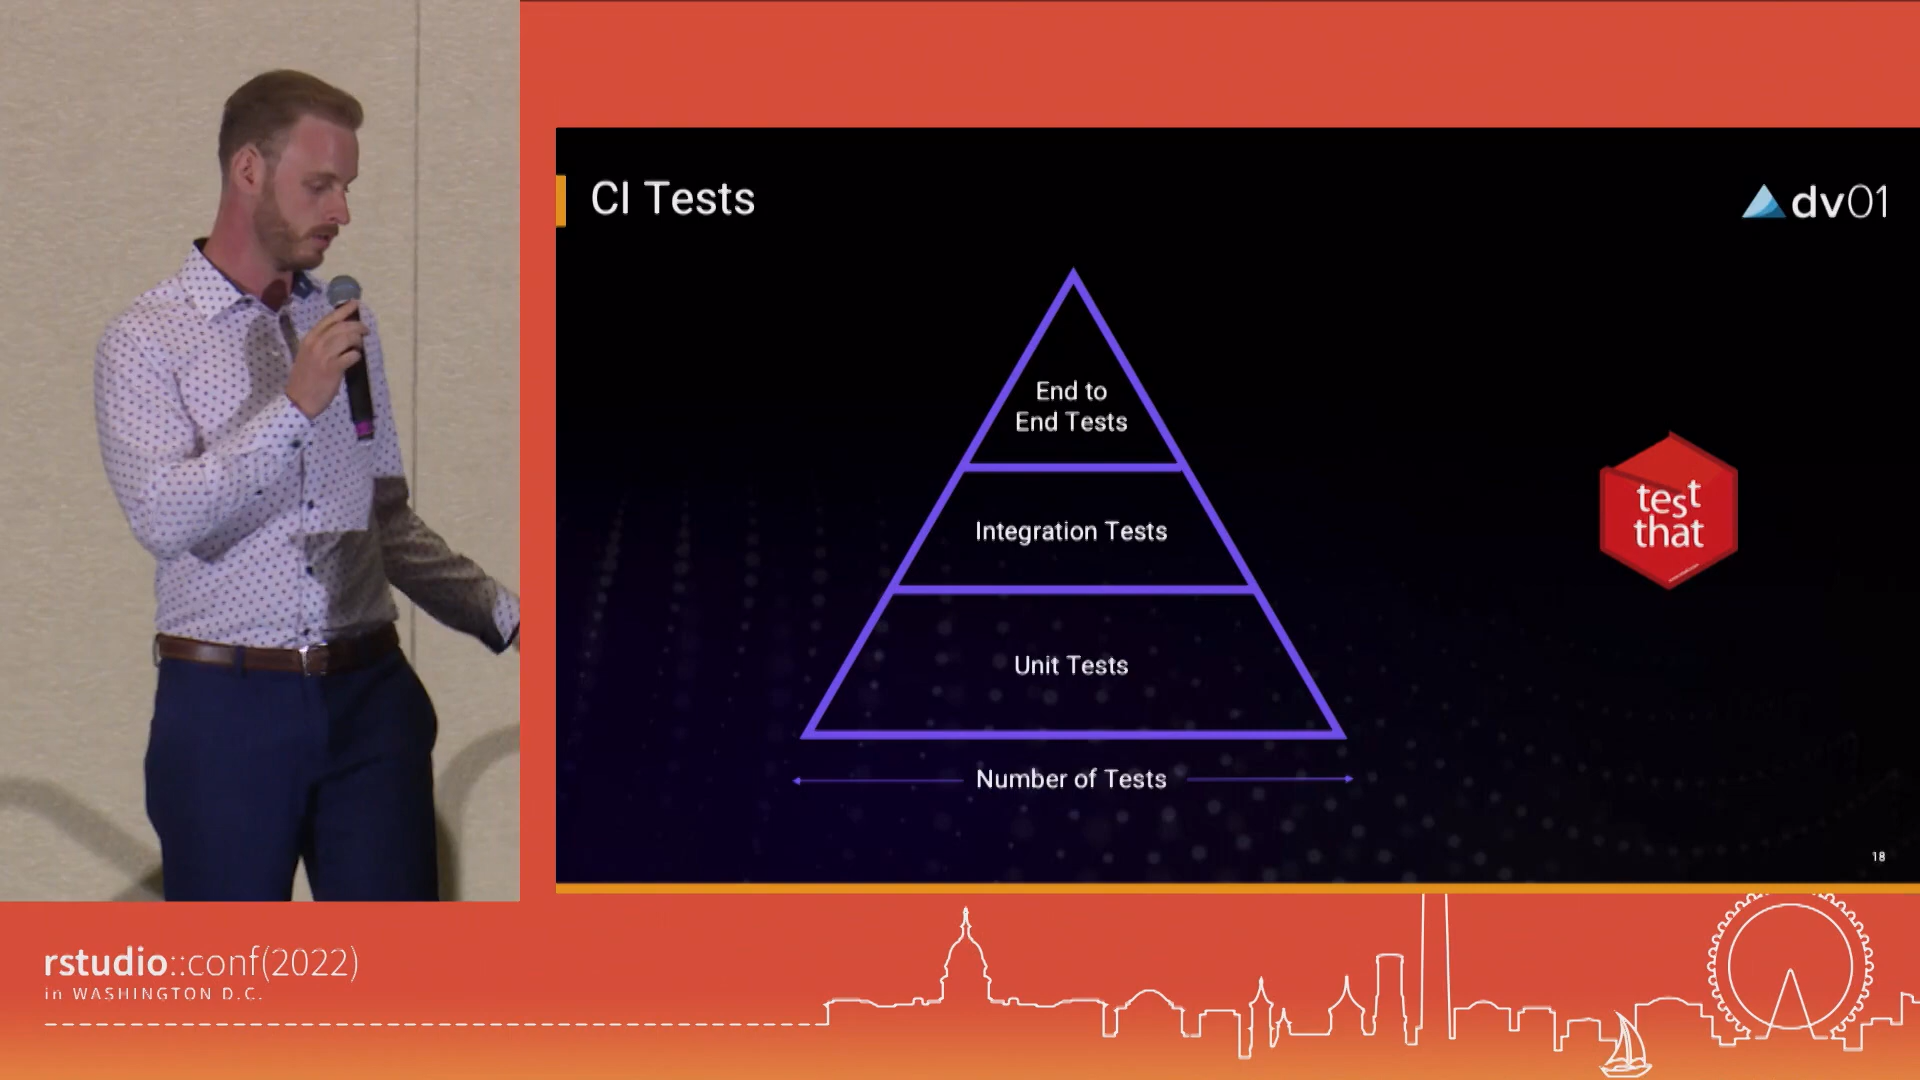 CI Tests
dv01
End to
End Tests
Integration Tests
test
that
Unit Tests
Number of Tests
18
rstudio::conf(2022)
in WASHINGTON D.C.